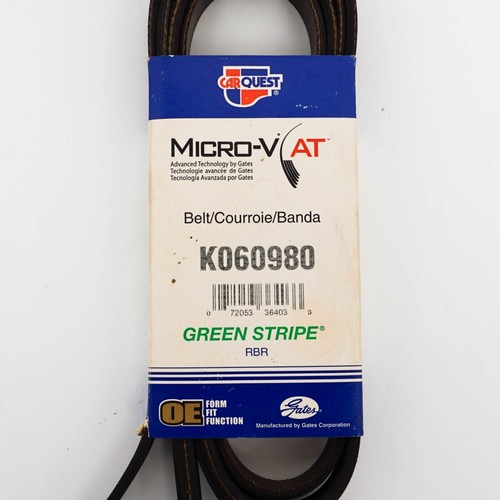 CARQUEST®
MICRO-V AT™
Advanced Technology by Gates
Technologie avancée de Gates
Tecnología Avanzada por Gates
Belt/Courroie/Banda
K060980
0 72053 36403 3
GREEN STRIPE®
RBR
OE FORM
FIT
FUNCTION
Gates
Manufactured by Gates Corporation